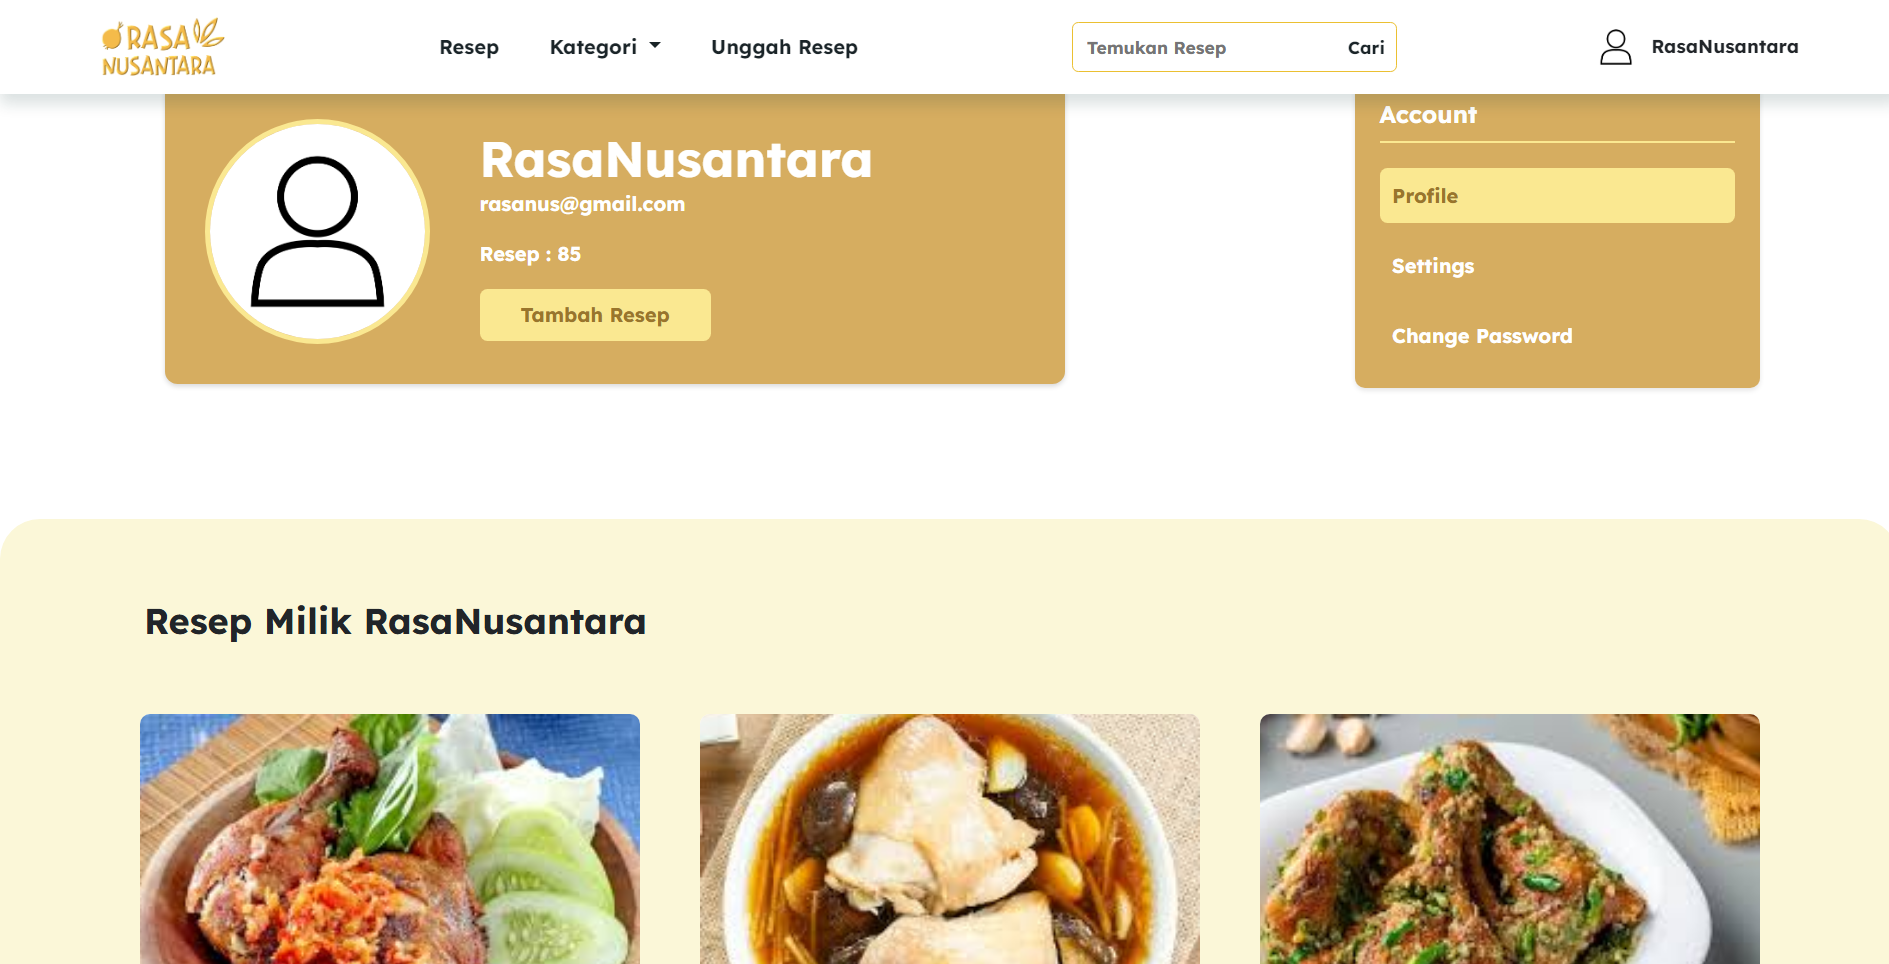 RASA
NUSANTARA
Resep
Kategori
Unggah Resep
Temukan Resep
Cari
RasaNusantara
RasaNusantara
rasanus@gmail.com
Resep : 85
Tambah Resep
Account
Profile
Settings
Change Password
Resep Milik RasaNusantara